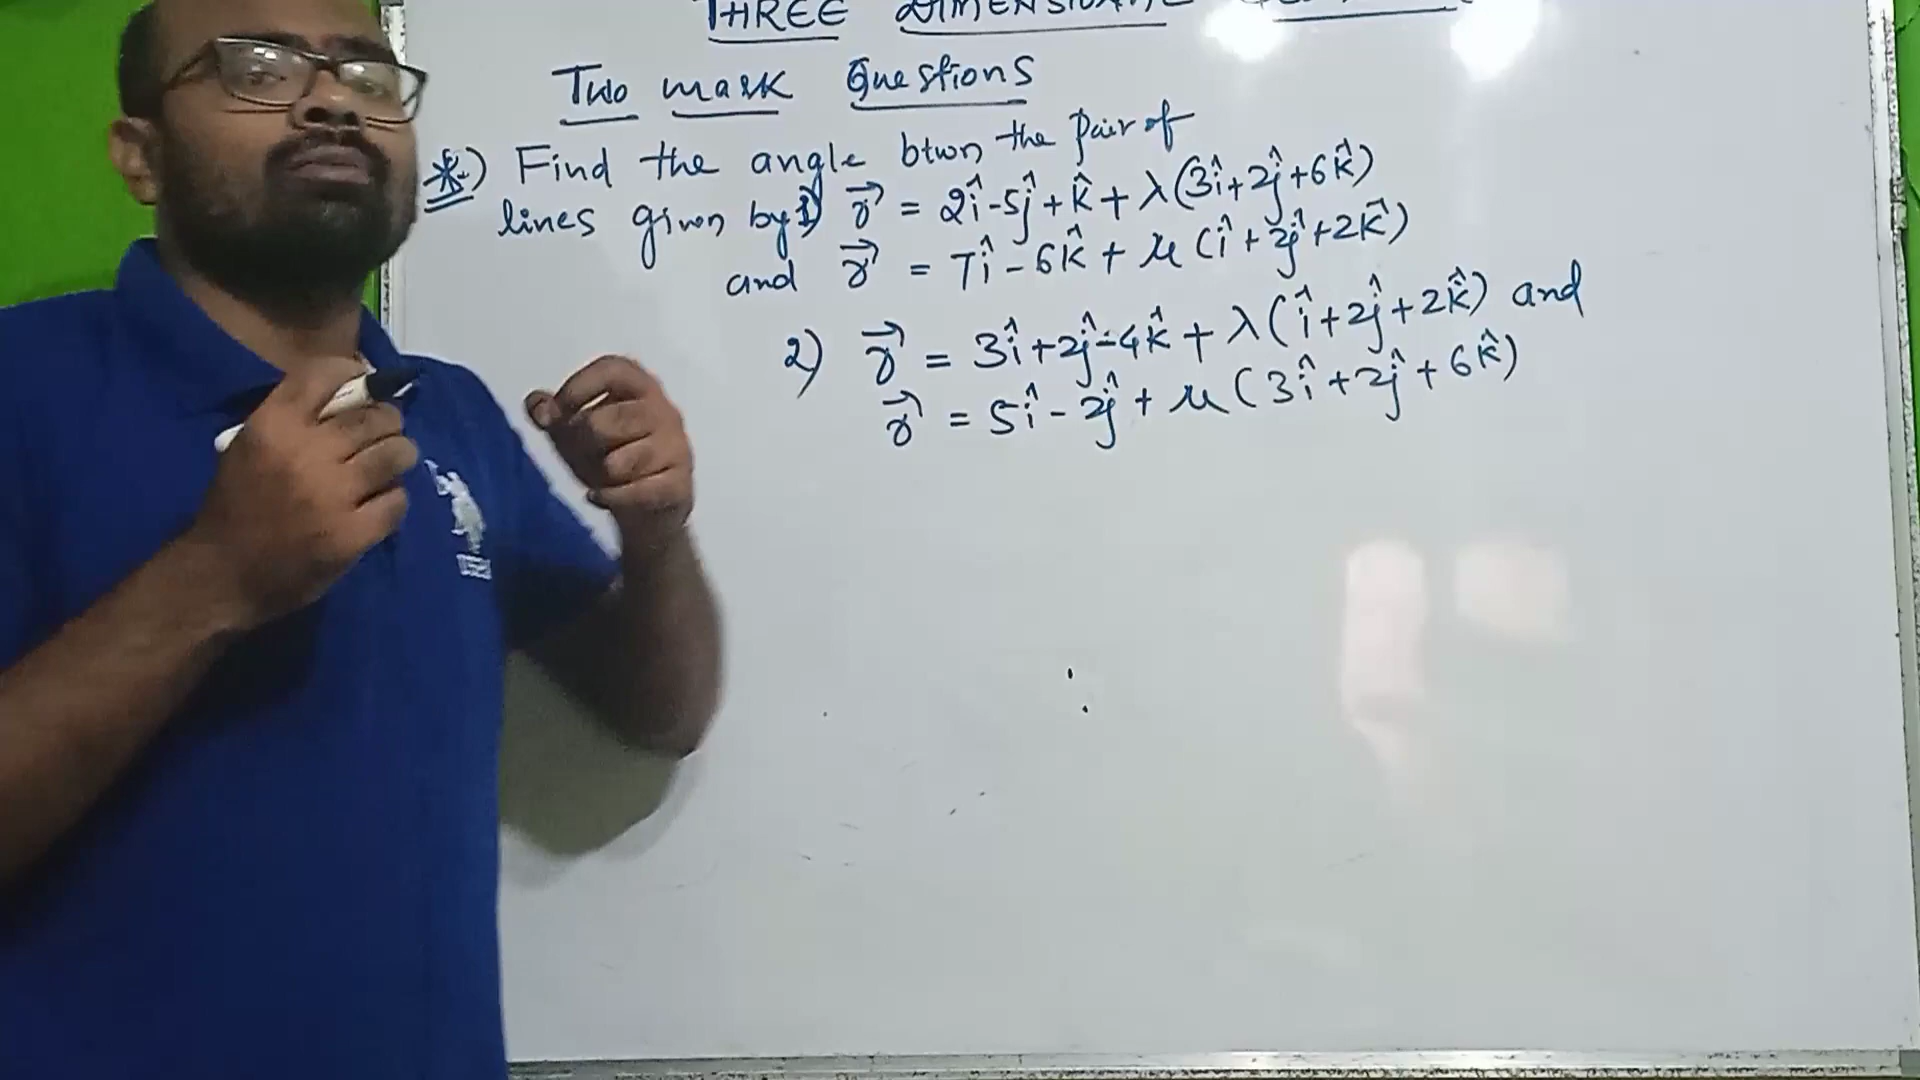 THREE
Two mark Questions
*) Find the angle btwn the pair of
lines given by 1) r⃗ = 2î-5ĵ+k̂+λ(3î+2ĵ+6k̂)
and r⃗ = 7î-6k̂+μ(î+2ĵ+2k̂)
2) r⃗ = 3î+2ĵ-4k̂+λ(î+2ĵ+2k̂) and
r⃗ = 5î-2ĵ+μ(3î+2ĵ+6k̂)